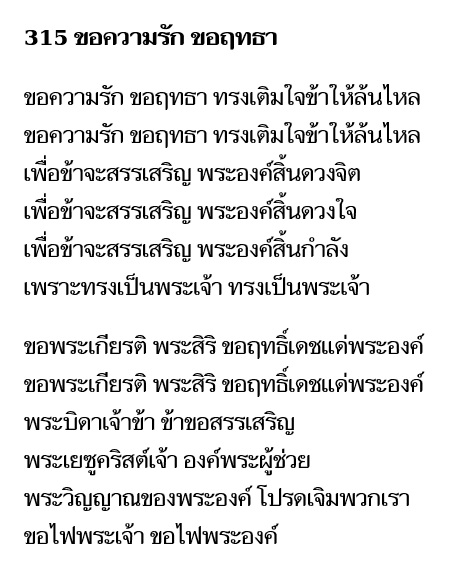 315 ขอความรัก ขอฤทธา
ขอความรัก ขอฤทธา ทรงเติมใจข้าให้ล้นไหล
ขอความรัก ขอฤทธา ทรงเติมใจข้าให้ล้นไหล
เพื่อข้าจะสรรเสริญ พระองค์สิ้นดวงจิต
เพื่อข้าจะสรรเสริญ พระองค์สิ้นดวงใจ
เพื่อข้าจะสรรเสริญ พระองค์สิ้นกำลัง
เพราะทรงเป็นพระเจ้า ทรงเป็นพระเจ้า
ขอพระเกียรติ พระสิริ ขอฤทธิ์เดชแด่พระองค์
ขอพระเกียรติ พระสิริ ขอฤทธิ์เดชแด่พระองค์
พระบิดาเจ้าข้า ข้าขอสรรเสริญ
พระเยซูคริสต์เจ้า องค์พระผู้ช่วย
พระวิญญาณของพระองค์ โปรดเจิมพวกเรา
ขอไฟพระเจ้า ขอไฟพระองค์